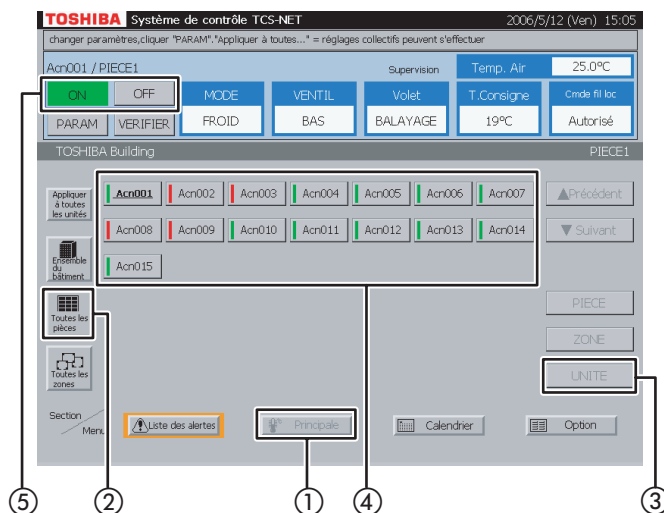 TOSHIBA Système de contrôle TCS-NET 2006/5/12 (Ven) 15:05
changer paramètres,cliquer "PARAM"."Appliquer à toutes..." = réglages collectifs peuvent s'effectuer
Acn001 / PIECE1 Supervision Temp. Air 25.0ºC
ON OFF MODE VENTIL Volet T.Consigne Cmde fil loc
PARAM VERIFIER FROID BAS BALAYAGE 19ºC Autorisé
TOSHIBA Building PIECE1
Appliquer
à toutes
les unités
Acn001 Acn002 Acn003 Acn004 Acn005 Acn006 Acn007
▲Précédent
Acn008 Acn009 Acn010 Acn011 Acn012 Acn013 Acn014
▼ Suivant
Ensemble
du
bâtiment
Acn015
Toutes les
pièces
PIECE
ZONE
Toutes les
zones
UNITE
Section
Menu
Liste des alertes Principale Calendrier Option
⑤ ② ① ④ ③